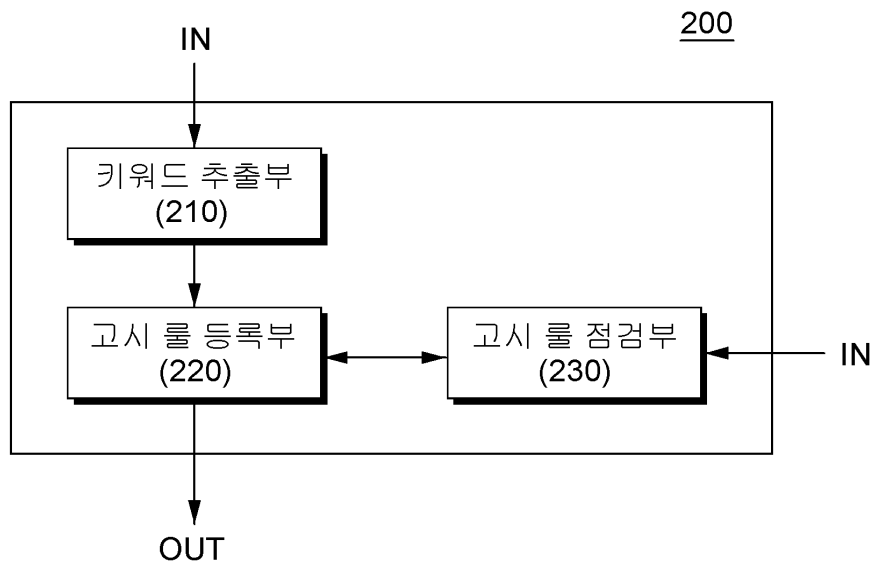 200
IN
키워드 추출부
(210)
고시 룰 등록부
(220)
고시 룰 점검부
(230)
IN
OUT